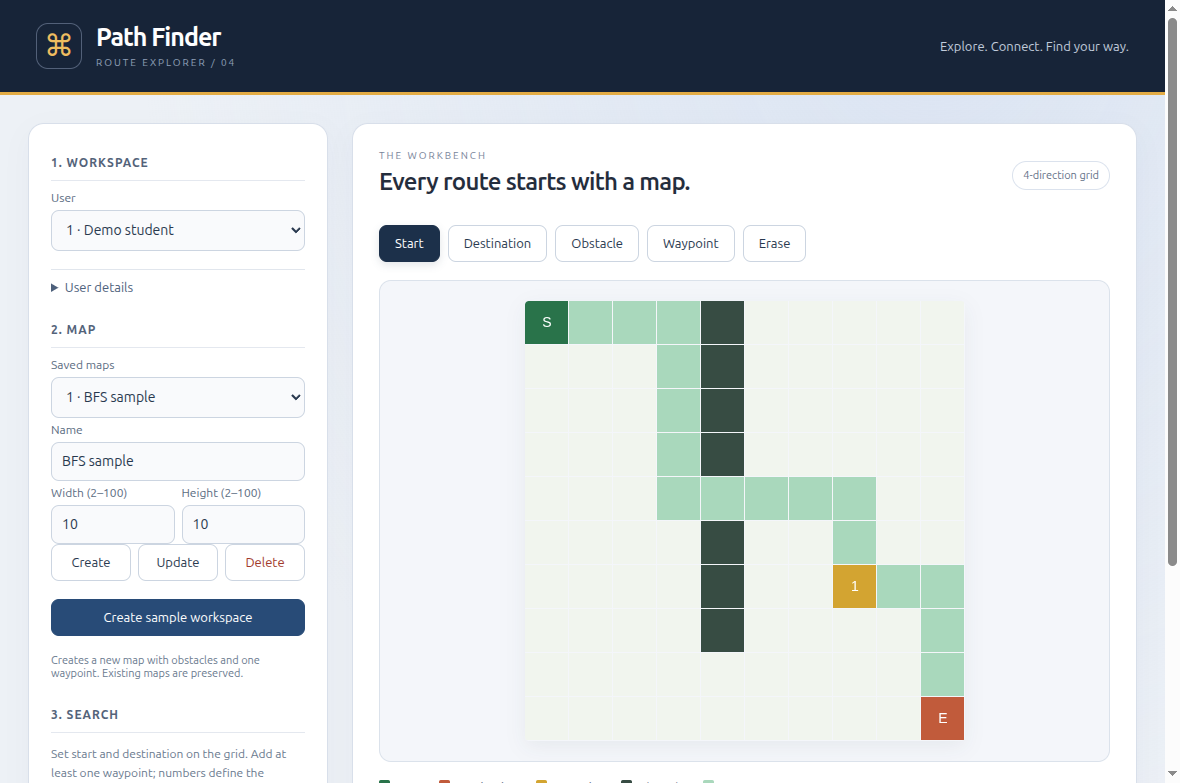 ⌘
Path Finder
ROUTE EXPLORER / 04
Explore. Connect. Find your way.
1. WORKSPACE
User
1 · Demo student
User details
2. MAP
Saved maps
1 · BFS sample
Name
BFS sample
Width (2–100)
Height (2–100)
10
10
Create
Update
Delete
Create sample workspace
Creates a new map with obstacles and one
waypoint. Existing maps are preserved.
3. SEARCH
Set start and destination on the grid. Add at
least one waypoint; numbers define the
THE WORKBENCH
Every route starts with a map.
4-direction grid
Start
Destination
Obstacle
Waypoint
Erase
S
1
E